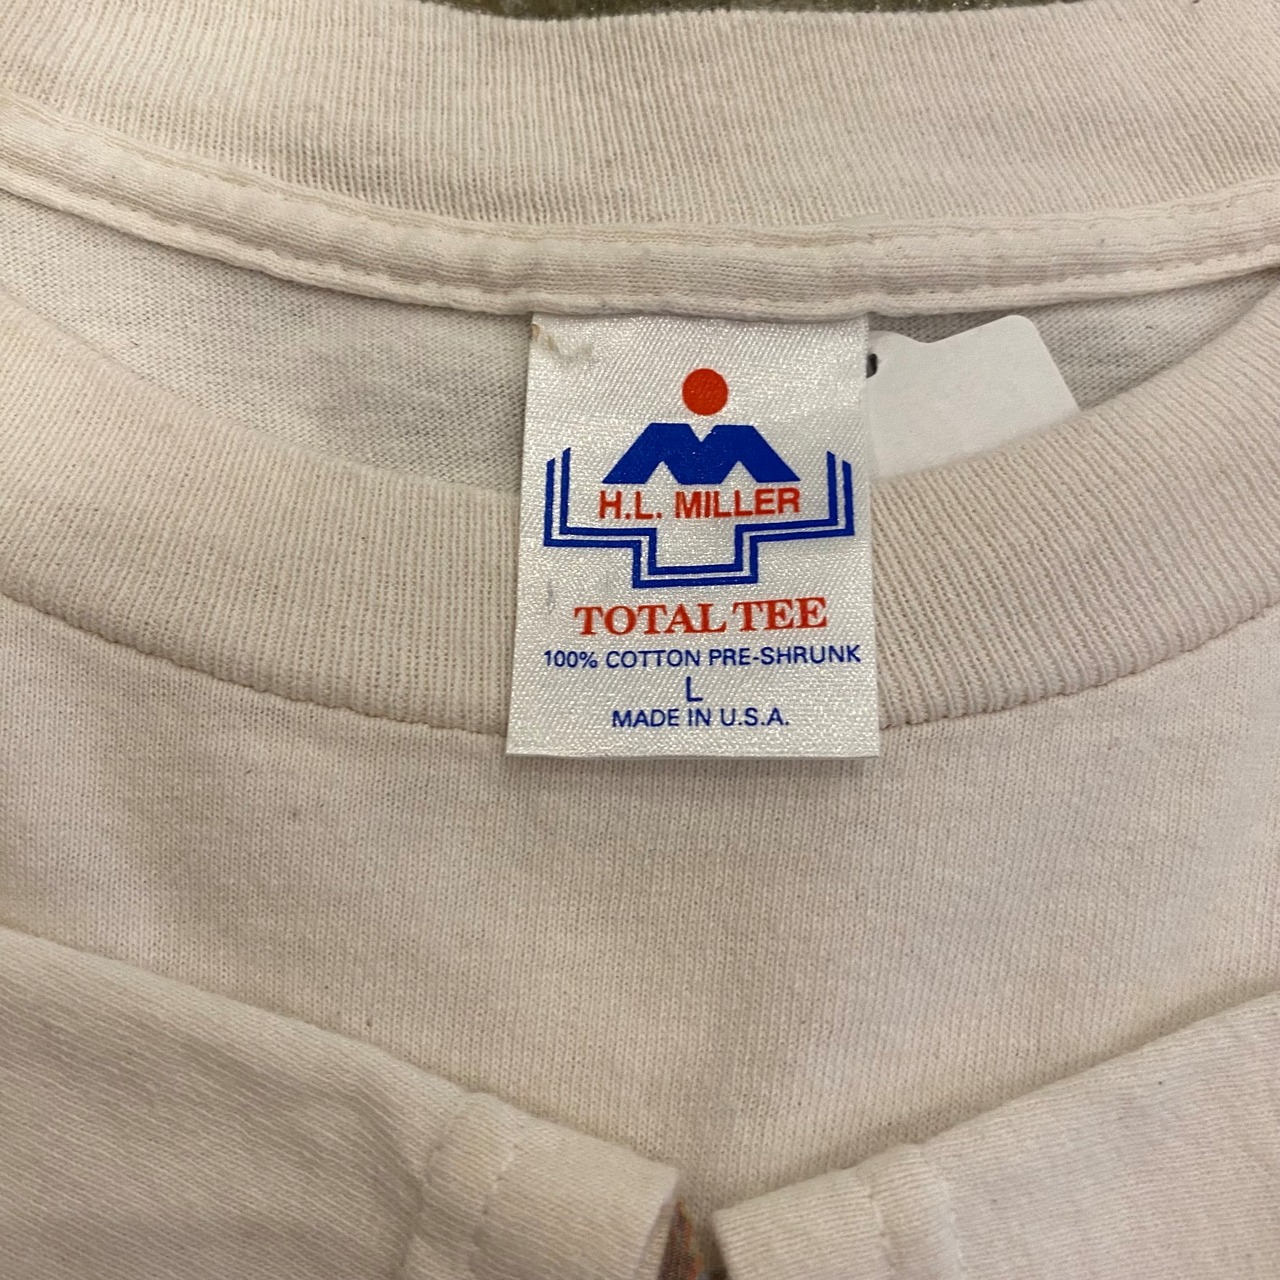 H.L. MILLER
TOTAL TEE
100% COTTON PRE-SHRUNK
L
MADE IN U.S.A.